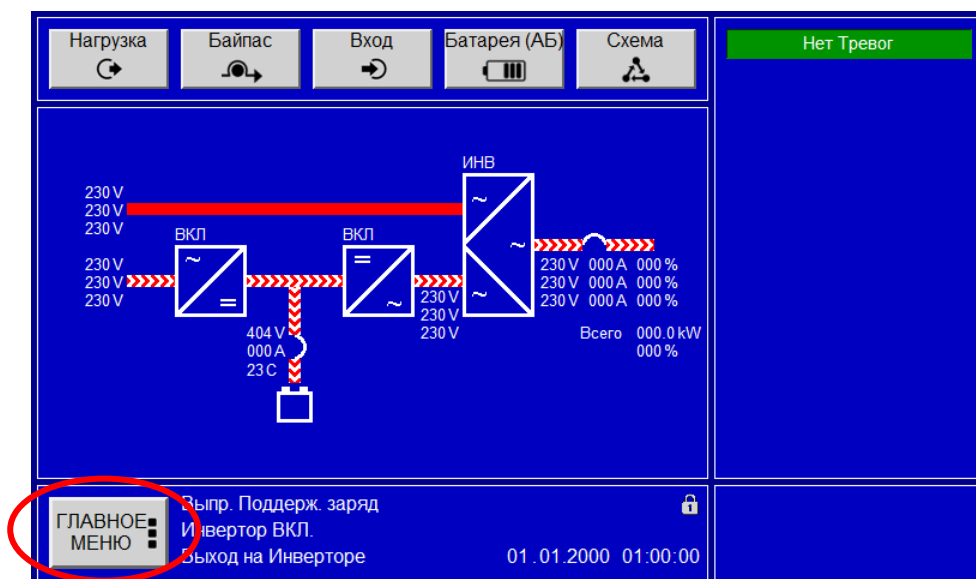 Нагрузка
Байпас
Вход
Батарея (АБ)
Схема
Нет Тревог
ИНВ
230 V
230 V
230 V
ВКЛ
ВКЛ
230 V
230 V
230 V
230 V
230 V
230 V
230 V 000 A 000 %
230 V 000 A 000 %
230 V 000 A 000 %
404 V
000 A
23 C
Всего 000.0 kW
000 %
ГЛАВНОЕ
МЕНЮ
Выпр. Поддерж. заряд
Инвертор ВКЛ.
Выход на Инверторе
01.01.2000 01:00:00